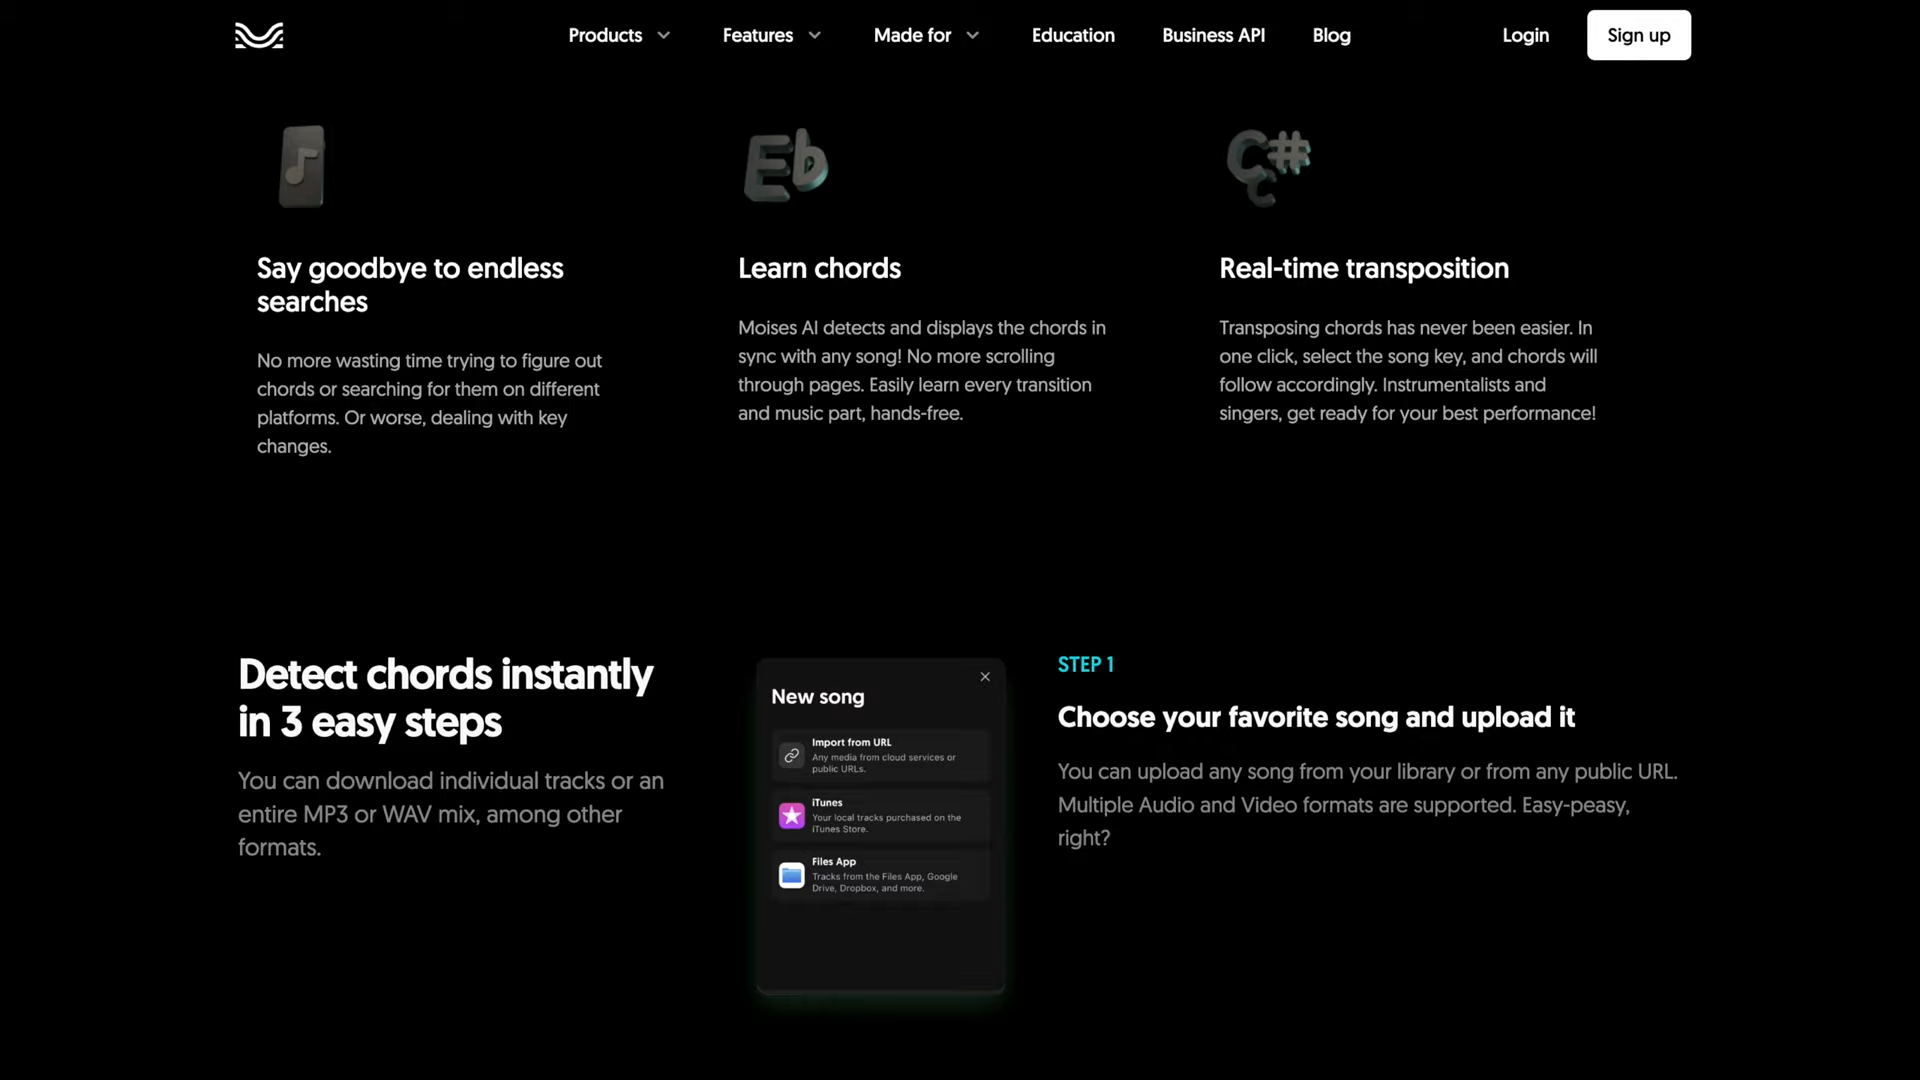 Products
Features
Made for
Education
Business API
Blog
Login
Sign up
Eb
C#
C
Say goodbye to endless
searches
No more wasting time trying to figure out
chords or searching for them on different
platforms. Or worse, dealing with key
changes.
Learn chords
Moises AI detects and displays the chords in
sync with any song! No more scrolling
through pages. Easily learn every transition
and music part, hands-free.
Real-time transposition
Transposing chords has never been easier. In
one click, select the song key, and chords will
follow accordingly. Instrumentalists and
singers, get ready for your best performance!
Detect chords instantly
in 3 easy steps
You can download individual tracks or an
entire MP3 or WAV mix, among other
formats.
New song
Import from URL
Any media from cloud services or
public URLs.
iTunes
Your local tracks purchased on the
iTunes Store.
Files App
Tracks from the Files App, Google
Drive, Dropbox, and more.
STEP 1
Choose your favorite song and upload it
You can upload any song from your library or from any public URL.
Multiple Audio and Video formats are supported. Easy-peasy,
right?